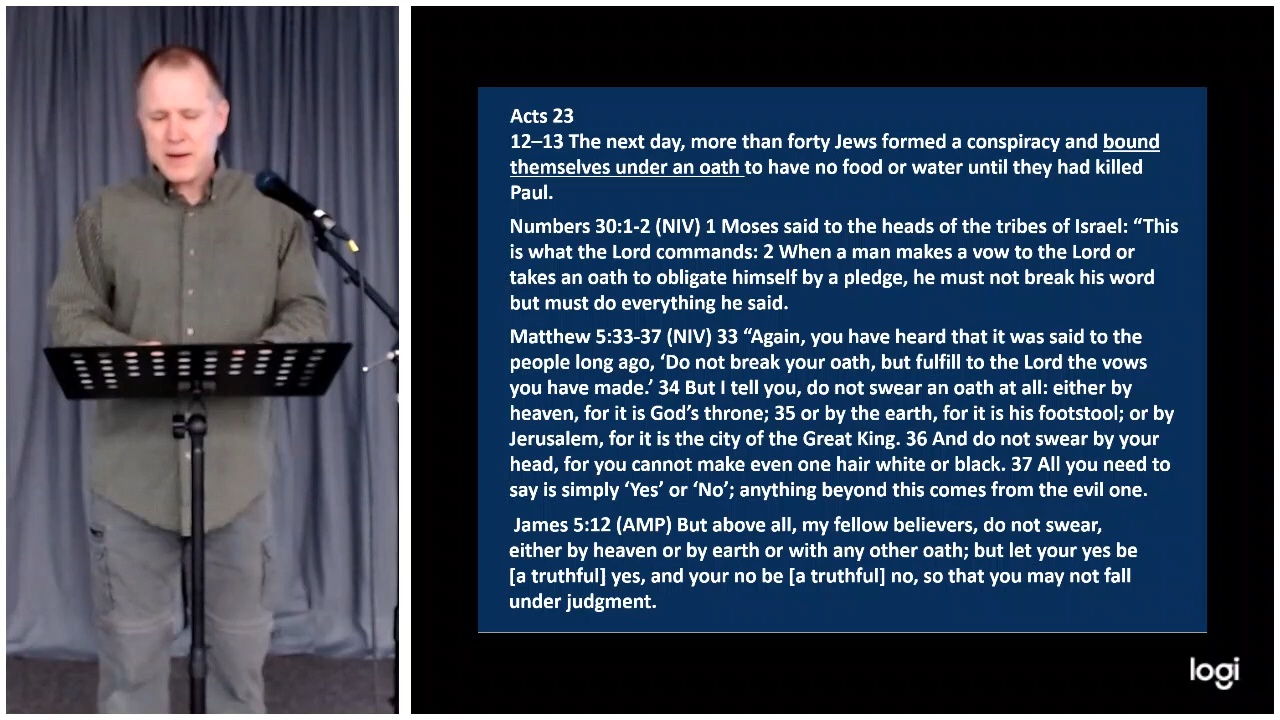 Acts 23
12–13 The next day, more than forty Jews formed a conspiracy and bound
themselves under an oath to have no food or water until they had killed
Paul.
Numbers 30:1-2 (NIV) 1 Moses said to the heads of the tribes of Israel: “This
is what the Lord commands: 2 When a man makes a vow to the Lord or
takes an oath to obligate himself by a pledge, he must not break his word
but must do everything he said.
Matthew 5:33-37 (NIV) 33 “Again, you have heard that it was said to the
people long ago, ‘Do not break your oath, but fulfill to the Lord the vows
you have made.’ 34 But I tell you, do not swear an oath at all: either by
heaven, for it is God’s throne; 35 or by the earth, for it is his footstool; or by
Jerusalem, for it is the city of the Great King. 36 And do not swear by your
head, for you cannot make even one hair white or black. 37 All you need to
say is simply ‘Yes’ or ‘No’; anything beyond this comes from the evil one.
James 5:12 (AMP) But above all, my fellow believers, do not swear,
either by heaven or by earth or with any other oath; but let your yes be
[a truthful] yes, and your no be [a truthful] no, so that you may not fall
under judgment.
logi